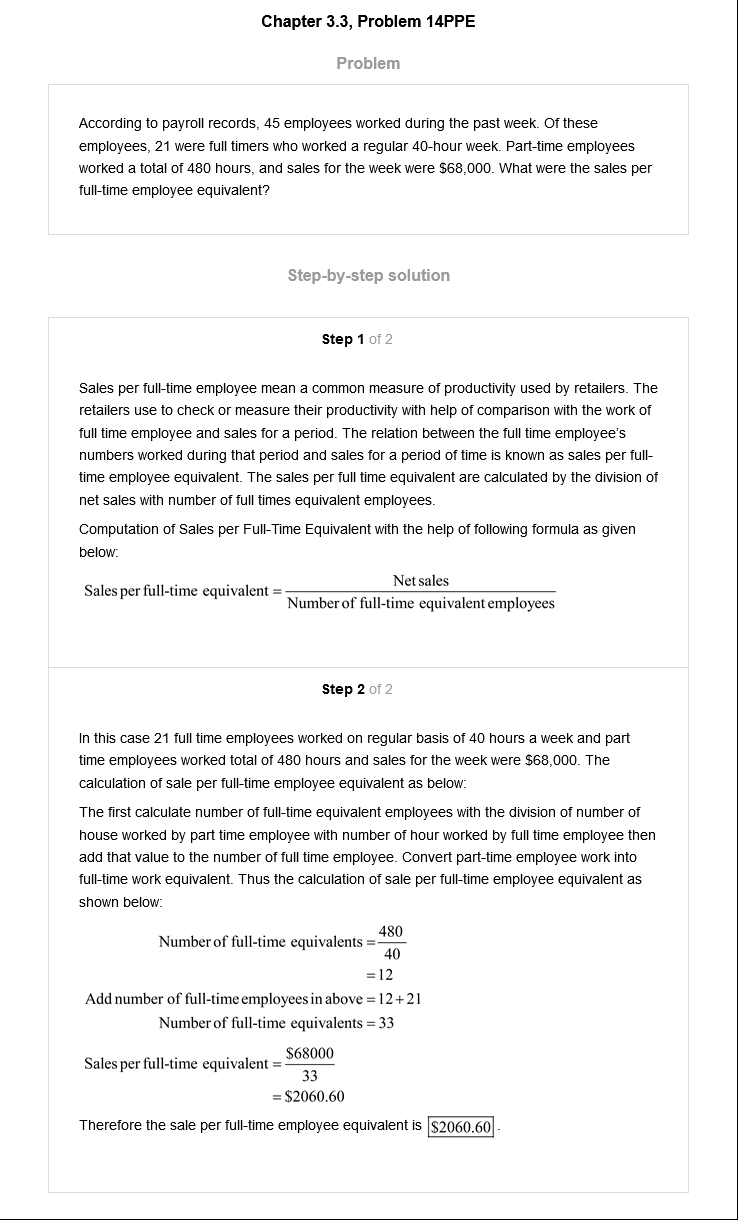 Chapter 3.3, Problem 14PPE
Problem
According to payroll records, 45 employees worked during the past week. Of these
employees, 21 were full timers who worked a regular 40-hour week. Part-time employees
worked a total of 480 hours, and sales for the week were $68,000. What were the sales per
full-time employee equivalent?
Step-by-step solution
Step 1 of 2
Sales per full-time employee mean a common measure of productivity used by retailers. The
retailers use to check or measure their productivity with help of comparison with the work of
full time employee and sales for a period. The relation between the full time employee's
numbers worked during that period and sales for a period of time is known as sales per full-
time employee equivalent. The sales per full time equivalent are calculated by the division of
net sales with number of full times equivalent employees.
Computation of Sales per Full-Time Equivalent with the help of following formula as given
below:
Net sales
Sales per full-time equivalent =
Number of full-time equivalent employees
Step 2 of 2
In this case 21 full time employees worked on regular basis of 40 hours a week and part
time employees worked total of 480 hours and sales for the week were $68,000. The
calculation of sale per full-time employee equivalent as below:
The first calculate number of full-time equivalent employees with the division of number of
house worked by part time employee with number of hour worked by full time employee then
add that value to the number of full time employee. Convert part-time employee work into
full-time work equivalent. Thus the calculation of sale per full-time employee equivalent as
shown below:
480
Number of full-time equivalents =
40
=12
Add number of full-time employees in above =12+21
Number of full-time equivalents =33
$68000
Sales per full-time equivalent =
33
=$2060.60
Therefore the sale per full-time employee equivalent is $2060.60.